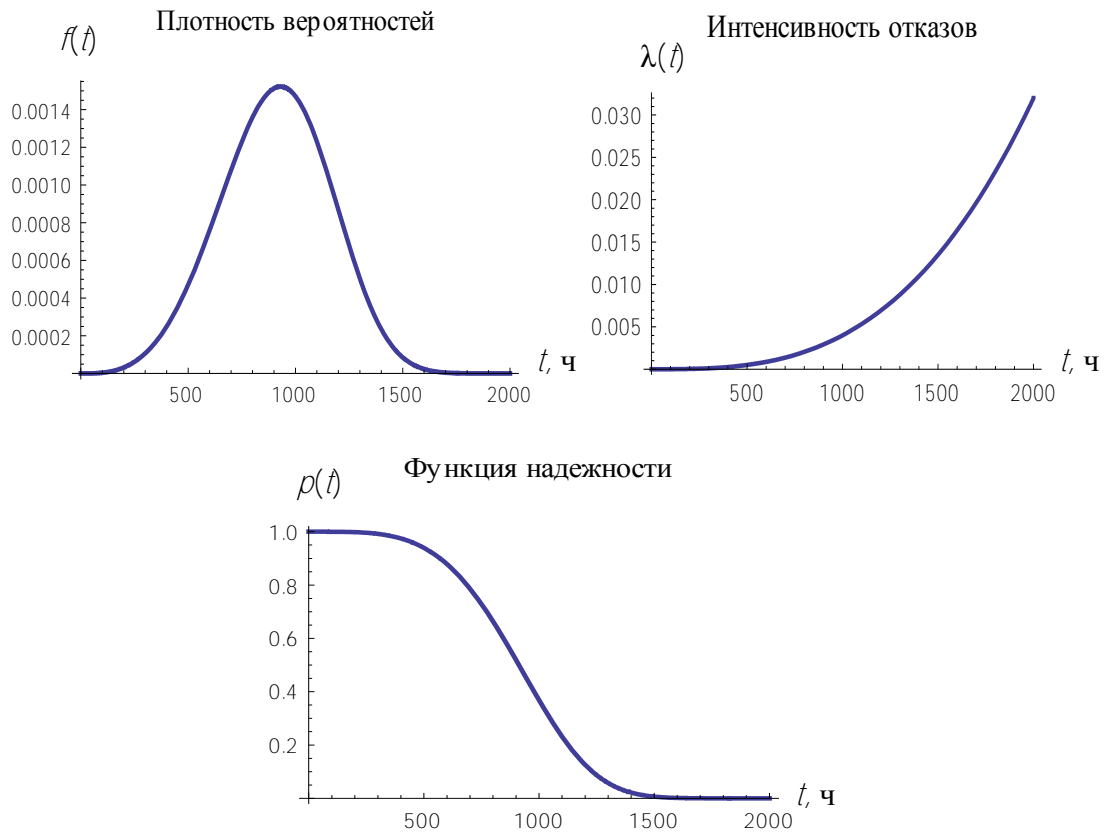 Плотность вероятностей
f(t)
0.0014
0.0012
0.0010
0.0008
0.0006
0.0004
0.0002
500 1000 1500 2000
t, ч
Интенсивность отказов
λ(t)
0.030
0.025
0.020
0.015
0.010
0.005
500 1000 1500 2000
t, ч
Функция надежности
p(t)
1.0
0.8
0.6
0.4
0.2
500 1000 1500 2000
t, ч